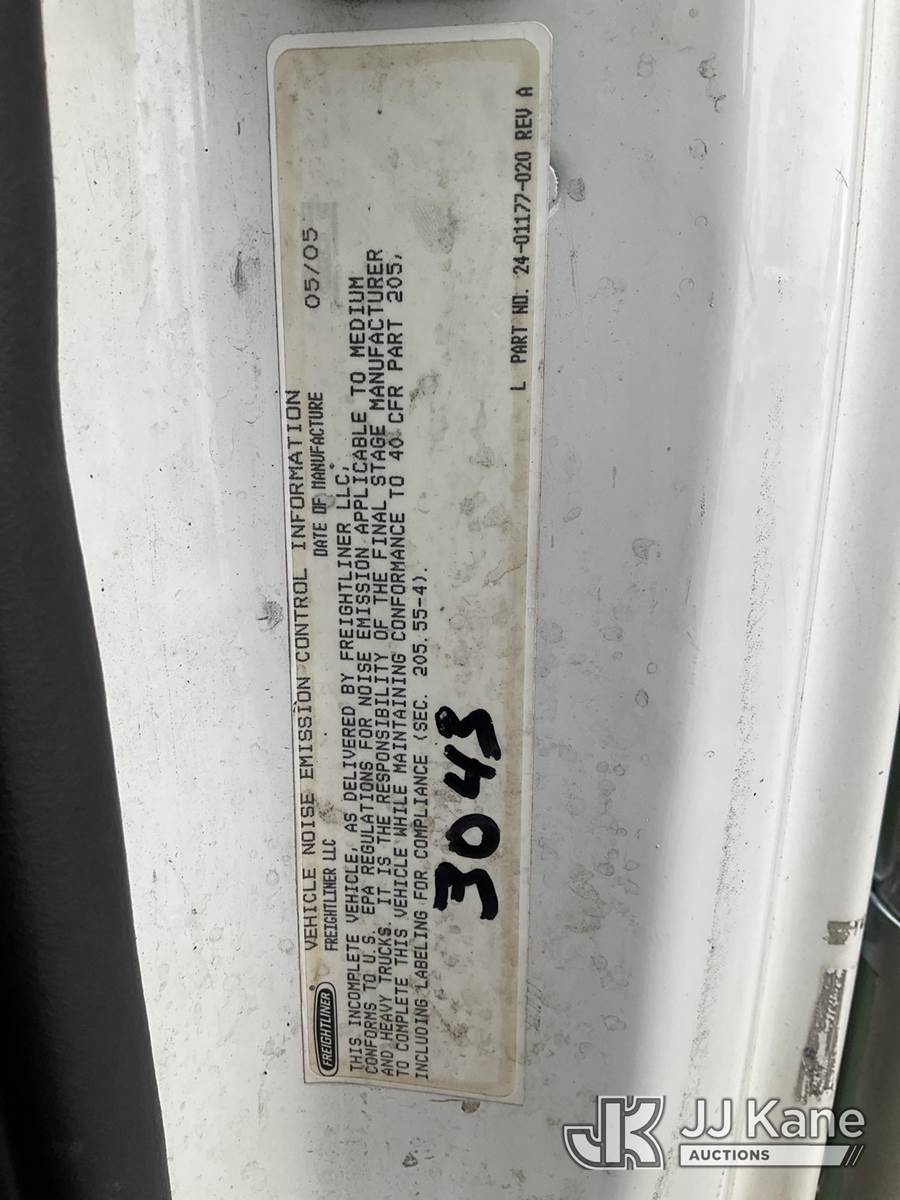 FREIGHTLINER®
VEHICLE NOISE EMISSION CONTROL INFORMATION
FREIGHTLINER LLC DATE OF MANUFACTURE 05/05
THIS INCOMPLETE VEHICLE, AS DELIVERED BY FREIGHTLINER LLC,
CONFORMS TO U.S. EPA REGULATIONS FOR NOISE EMISSION APPLICABLE TO MEDIUM
AND HEAVY TRUCKS. IT IS THE RESPONSIBILITY OF THE FINAL STAGE MANUFACTURER
TO COMPLETE THIS VEHICLE WHILE MAINTAINING CONFORMANCE TO 40 CFR PART 205,
INCLUDING LABELING FOR COMPLIANCE (SEC. 205.55-4).
3043
L PART NO. 24-01177-020 REV A
JK JJ Kane
AUCTIONS